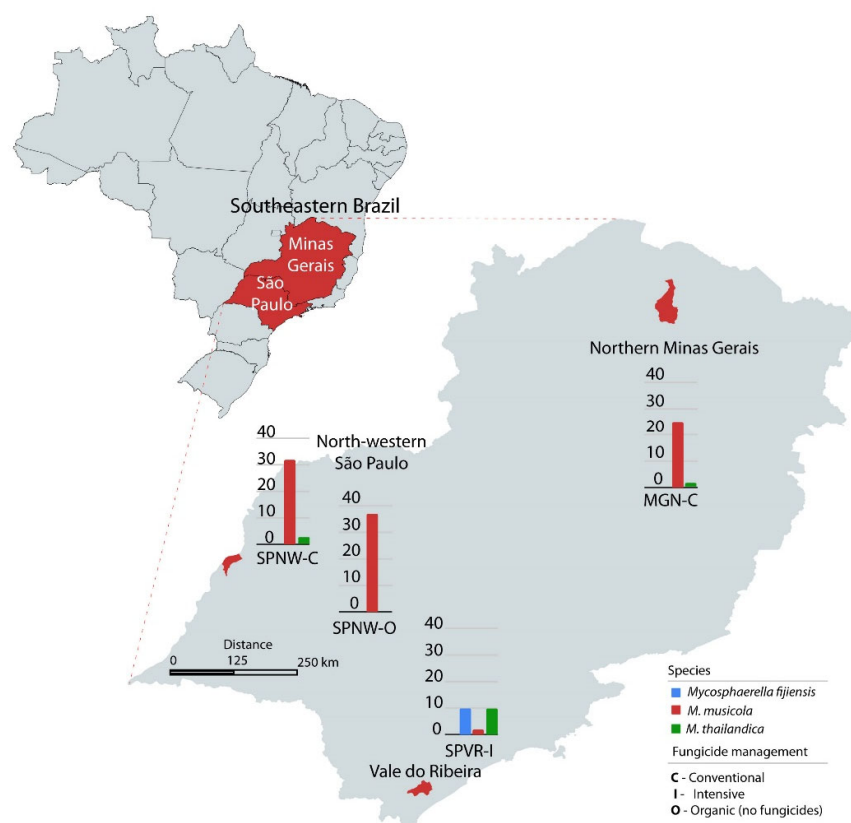 Southeastern Brazil
Minas
Gerais
São
Paulo
Northern Minas Gerais
40
30
20
10
0
MGN-C
North-western
São Paulo
40
30
20
10
0
SPNW-C
40
30
20
10
0
SPNW-O
Distance
0 125 250 km
40
30
20
10
0
SPVR-I
Vale do Ribeira
Species
Mycosphaerella fijiensis
M. musicola
M. thailandica
Fungicide management
C - Conventional
I - Intensive
O - Organic (no fungicides)